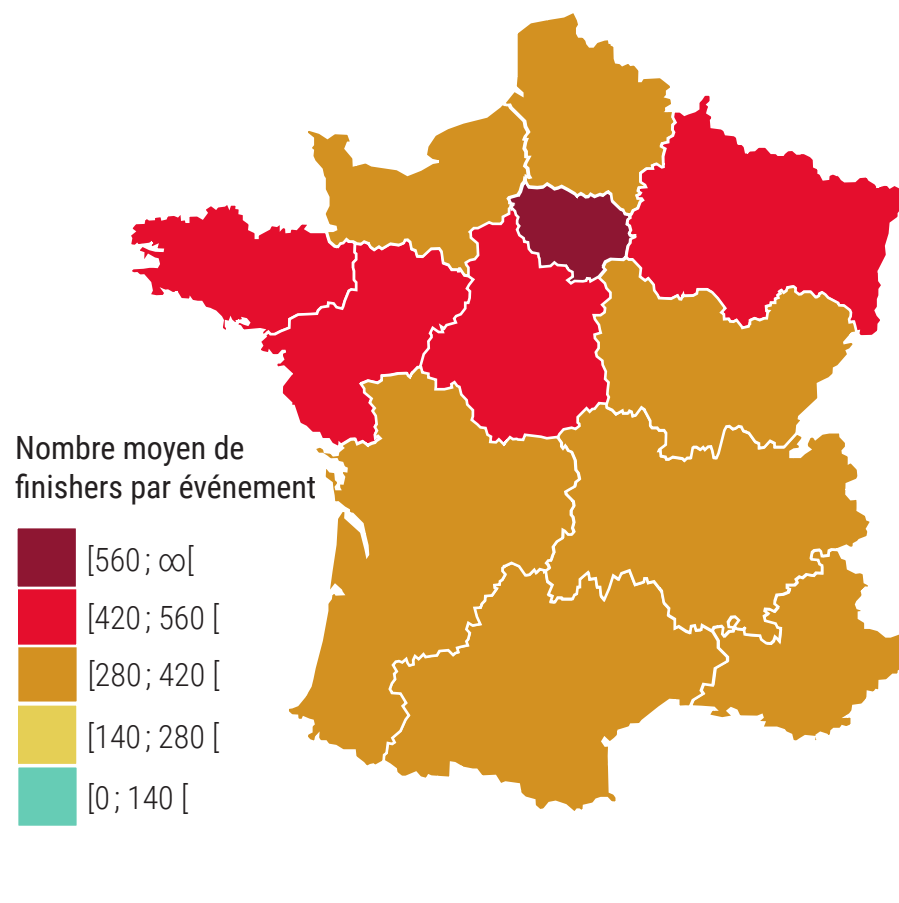 Nombre moyen de
finishers par événement
[560 ; ∞[
[420 ; 560 [
[280 ; 420 [
[140 ; 280 [
[0 ; 140 [